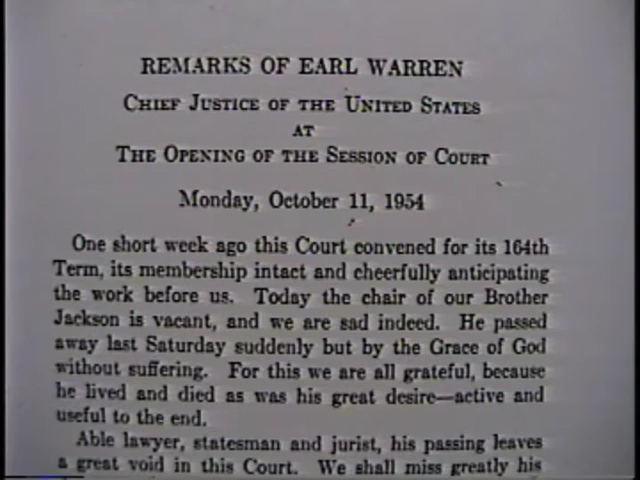 REMARKS OF EARL WARREN
CHIEF JUSTICE OF THE UNITED STATES
AT
THE OPENING OF THE SESSION OF COURT
Monday, October 11, 1954
One short week ago this Court convened for its 164th
Term, its membership intact and cheerfully anticipating
the work before us. Today the chair of our Brother
Jackson is vacant, and we are sad indeed. He passed
away last Saturday suddenly but by the Grace of God
without suffering. For this we are all grateful, because
he lived and died as was his great desire—active and
useful to the end.
Able lawyer, statesman and jurist, his passing leaves
a great void in this Court. We shall miss greatly his